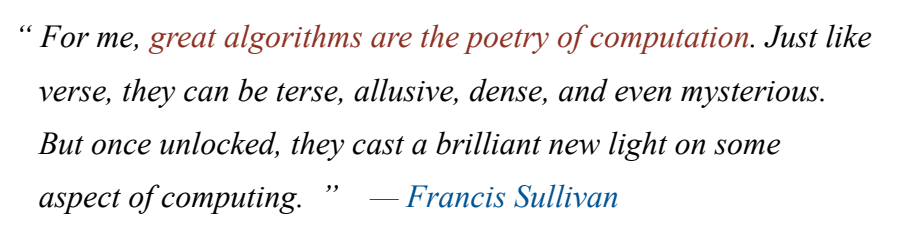 “ For me, great algorithms are the poetry of computation. Just like
verse, they can be terse, allusive, dense, and even mysterious.
But once unlocked, they cast a brilliant new light on some
aspect of computing. ” — Francis Sullivan